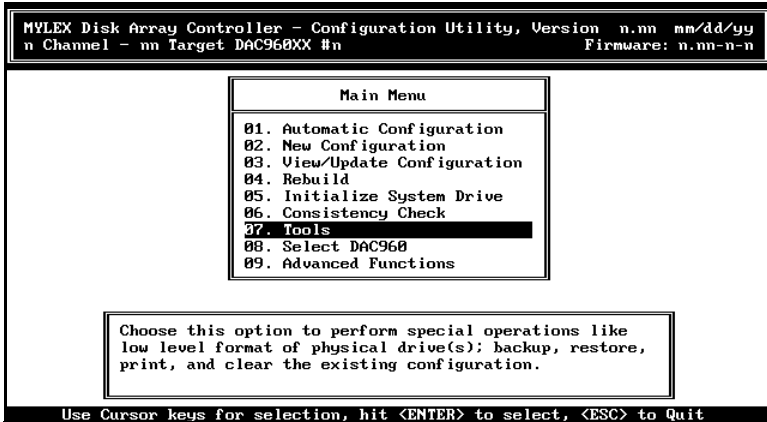 MYLEX Disk Array Controller - Configuration Utility, Version n.nn mm/dd/yy
n Channel - nn Target DAC960XX #n Firmware: n.nn-n-n
Main Menu
01. Automatic Configuration
02. New Configuration
03. View/Update Configuration
04. Rebuild
05. Initialize System Drive
06. Consistency Check
07. Tools
08. Select DAC960
09. Advanced Functions
Choose this option to perform special operations like
low level format of physical drive(s); backup, restore,
print, and clear the existing configuration.
Use Cursor keys for selection, hit <ENTER> to select, <ESC> to Quit